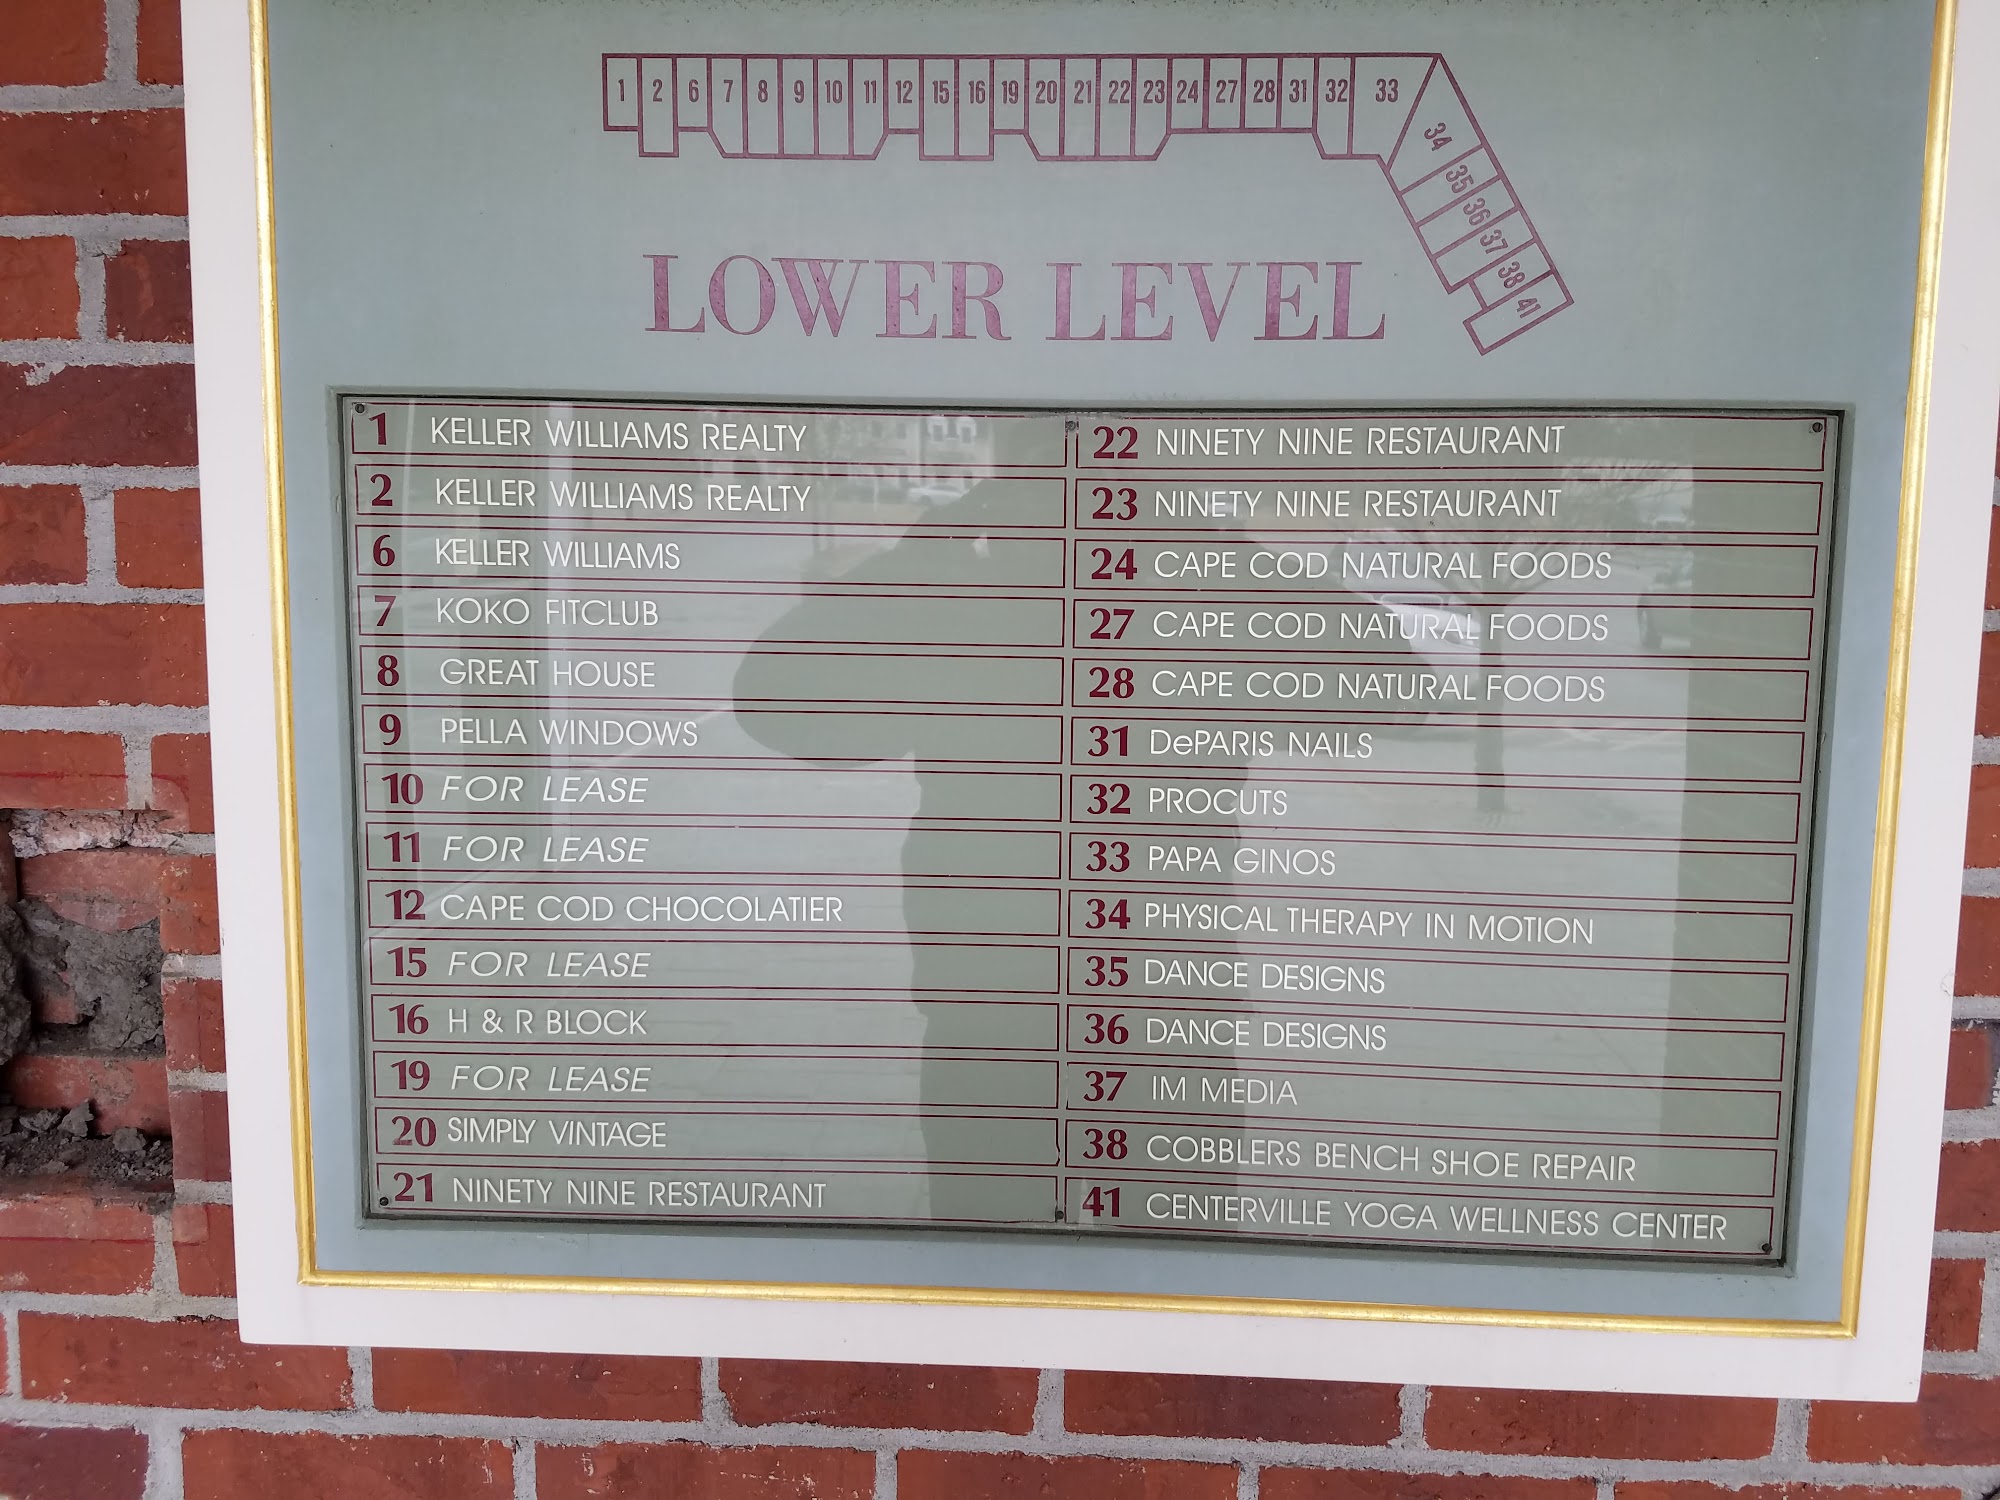 1 2 6 7 8 9 10 11 12 15 16 19 20 21 22 23 24 27 28 31 32 33
34
35
36
37
38
41
LOWER LEVEL
1 KELLER WILLIAMS REALTY
2 KELLER WILLIAMS REALTY
6 KELLER WILLIAMS
7 KOKO FITCLUB
8 GREAT HOUSE
9 PELLA WINDOWS
10 FOR LEASE
11 FOR LEASE
12 CAPE COD CHOCOLATIER
15 FOR LEASE
16 H & R BLOCK
19 FOR LEASE
20 SIMPLY VINTAGE
21 NINETY NINE RESTAURANT
22 NINETY NINE RESTAURANT
23 NINETY NINE RESTAURANT
24 CAPE COD NATURAL FOODS
27 CAPE COD NATURAL FOODS
28 CAPE COD NATURAL FOODS
31 DePARIS NAILS
32 PROCUTS
33 PAPA GINOS
34 PHYSICAL THERAPY IN MOTION
35 DANCE DESIGNS
36 DANCE DESIGNS
37 IM MEDIA
38 COBBLERS BENCH SHOE REPAIR
41 CENTERVILLE YOGA WELLNESS CENTER